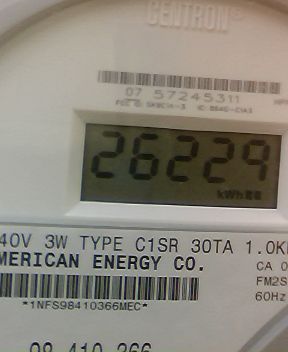 CENTRON®
07 57245311
26229
kWh
40V 3W TYPE C1SR 30TA 1.0K
MERICAN ENERGY CO.
CA 0
FM2S
60Hz
*1NFS98410366MEC*
98 410 366